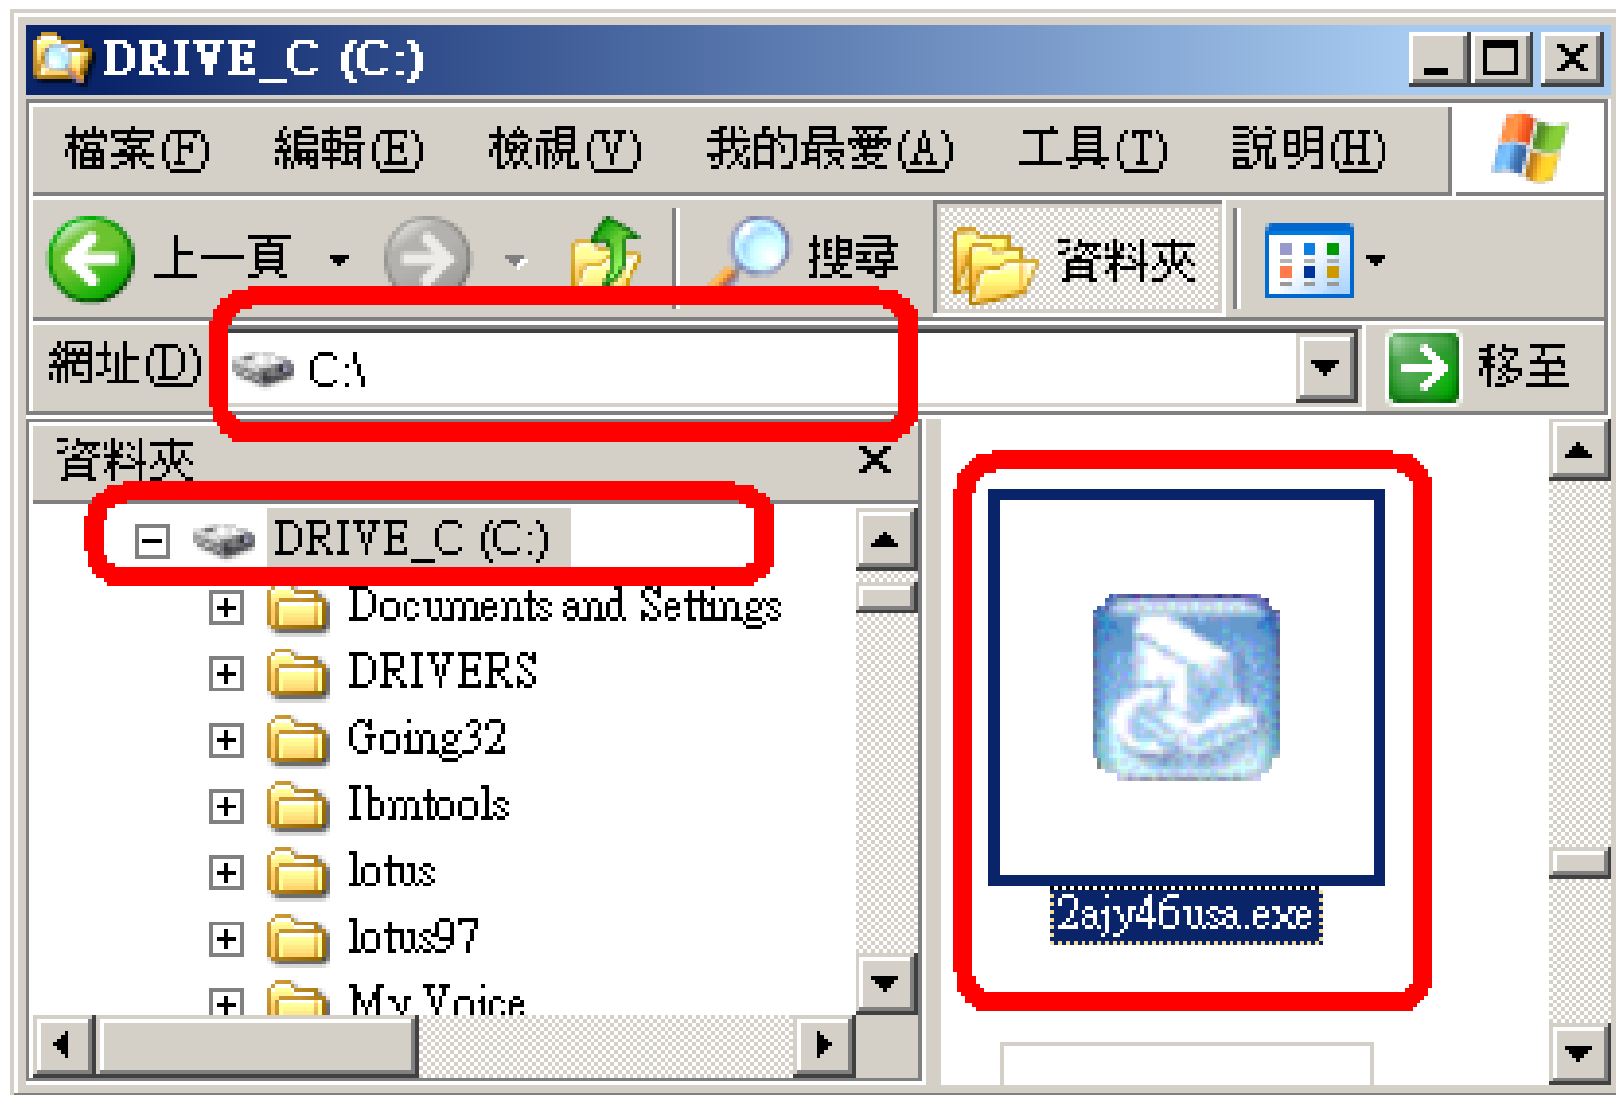 DRIVE_C (C:)
檔案(F) 編輯(E) 檢視(V) 我的最愛(A) 工具(T) 說明(H)
上一頁 搜尋 資料夾
網址(D) C:\ 移至
資料夾
DRIVE_C (C:)
Documents and Settings
DRIVERS
Going32
Ibmtools
lotus
lotus97
My Voice
2ajy46usa.exe